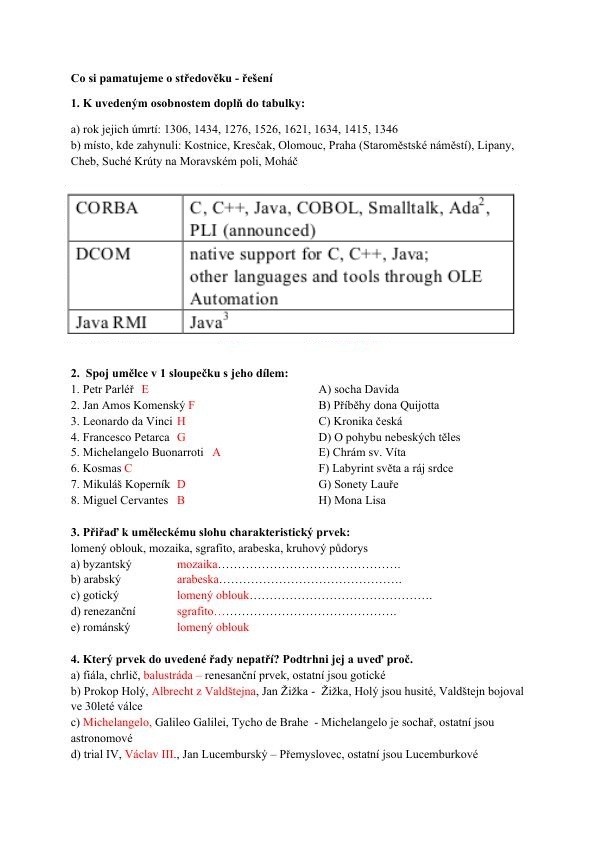 Co si pamatujeme o středověku - řešení
1. K uvedeným osobnostem doplň do tabulky:
a) rok jejich úmrtí: 1306, 1434, 1276, 1526, 1621, 1634, 1415, 1346
b) místo, kde zahynuli: Kostnice, Kresčak, Olomouc, Praha (Staroměstské náměstí), Lipany,
Cheb, Suché Krúty na Moravském poli, Moháč
CORBA C, C++, Java, COBOL, Smalltalk, Ada2,
PLI (announced)
DCOM native support for C, C++, Java;
other languages and tools through OLE
Automation
Java RMI Java3
2. Spoj umělce v 1 sloupečku s jeho dílem:
1. Petr Parléř E A) socha Davida
2. Jan Amos Komenský F B) Příběhy dona Quijotta
3. Leonardo da Vinci H C) Kronika česká
4. Francesco Petarca G D) O pohybu nebeských těles
5. Michelangelo Buonarroti A E) Chrám sv. Víta
6. Kosmas C F) Labyrint světa a ráj srdce
7. Mikuláš Koperník D G) Sonety Lauře
8. Miguel Cervantes B H) Mona Lisa
3. Přiřaď k uměleckému slohu charakteristický prvek:
lomený oblouk, mozaika, sgrafito, arabeska, kruhový půdorys
a) byzantský mozaika……………………………………….
b) arabský arabeska……………………………………….
c) gotický lomený oblouk……………………………………….
d) renezanční sgrafito……………………………………….
e) románský lomený oblouk
4. Který prvek do uvedené řady nepatří? Podtrhni jej a uveď proč.
a) fiála, chrlič, balustráda – renesanční prvek, ostatní jsou gotické
b) Prokop Holý, Albrecht z Valdštejna, Jan Žižka - Žižka, Holý jsou husité, Valdštejn bojoval
ve 30leté válce
c) Michelangelo, Galileo Galilei, Tycho de Brahe - Michelangelo je sochař, ostatní jsou
astronomové
d) trial IV, Václav III., Jan Lucemburský – Přemyslovec, ostatní jsou Lucemburkové